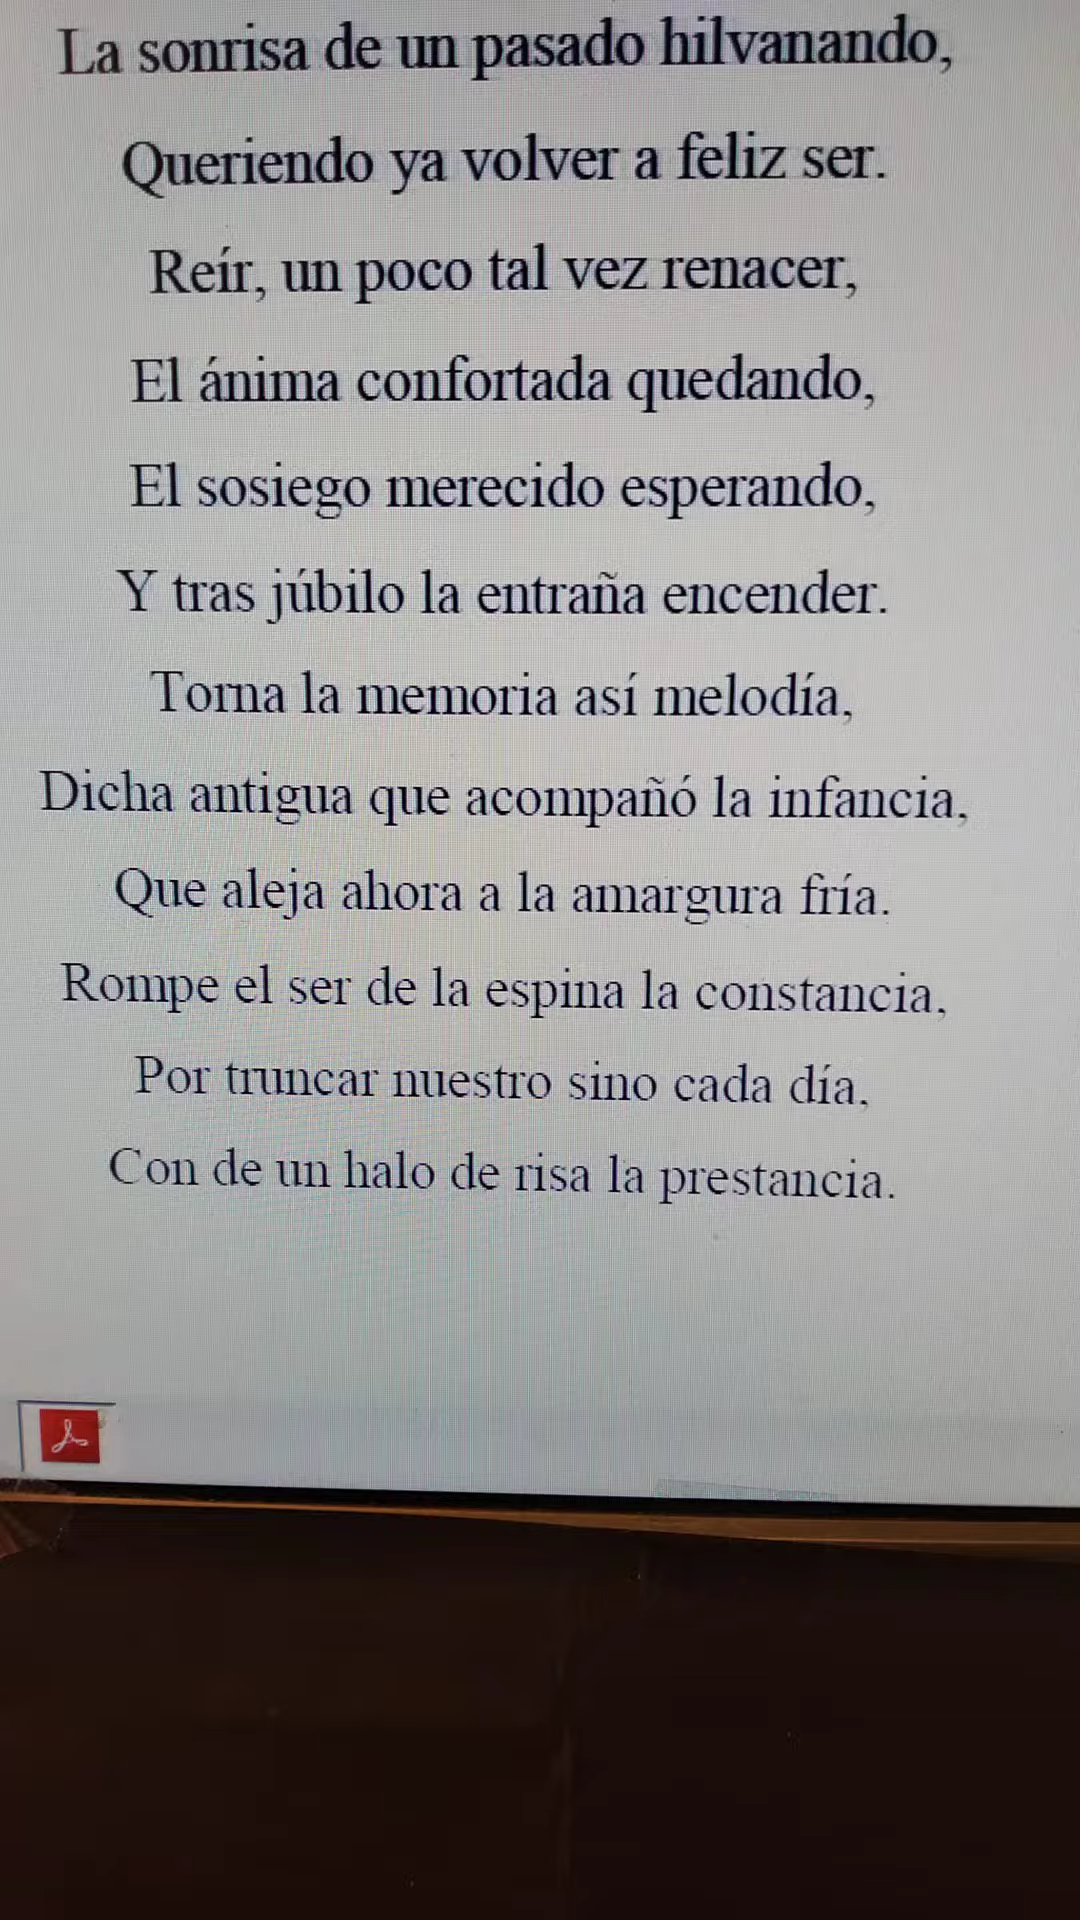 La sonrisa de un pasado hilvanando,
Queriendo ya volver a feliz ser.
Reír, un poco tal vez renacer,
El ánima confortada quedando,
El sosiego merecido esperando,
Y tras júbilo la entraña encender.
Torna la memoria así melodía,
Dicha antigua que acompañó la infancia,
Que aleja ahora a la amargura fría.
Rompe el ser de la espina la constancia,
Por truncar nuestro sino cada día,
Con de un halo de risa la prestancia.